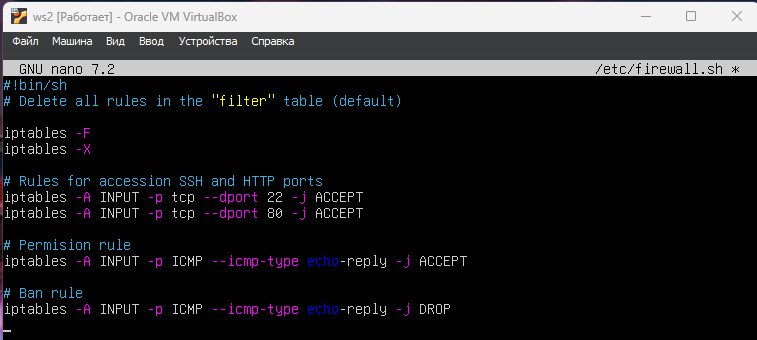 ws2 [Работает] - Oracle VM VirtualBox
Файл Машина Вид Ввод Устройства Справка
GNU nano 7.2 /etc/firewall.sh *
#!bin/sh
# Delete all rules in the "filter" table (default)
iptables -F
iptables -X
# Rules for accession SSH and HTTP ports
iptables -A INPUT -p tcp --dport 22 -j ACCEPT
iptables -A INPUT -p tcp --dport 80 -j ACCEPT
# Permision rule
iptables -A INPUT -p ICMP --icmp-type echo-reply -j ACCEPT
# Ban rule
iptables -A INPUT -p ICMP --icmp-type echo-reply -j DROP